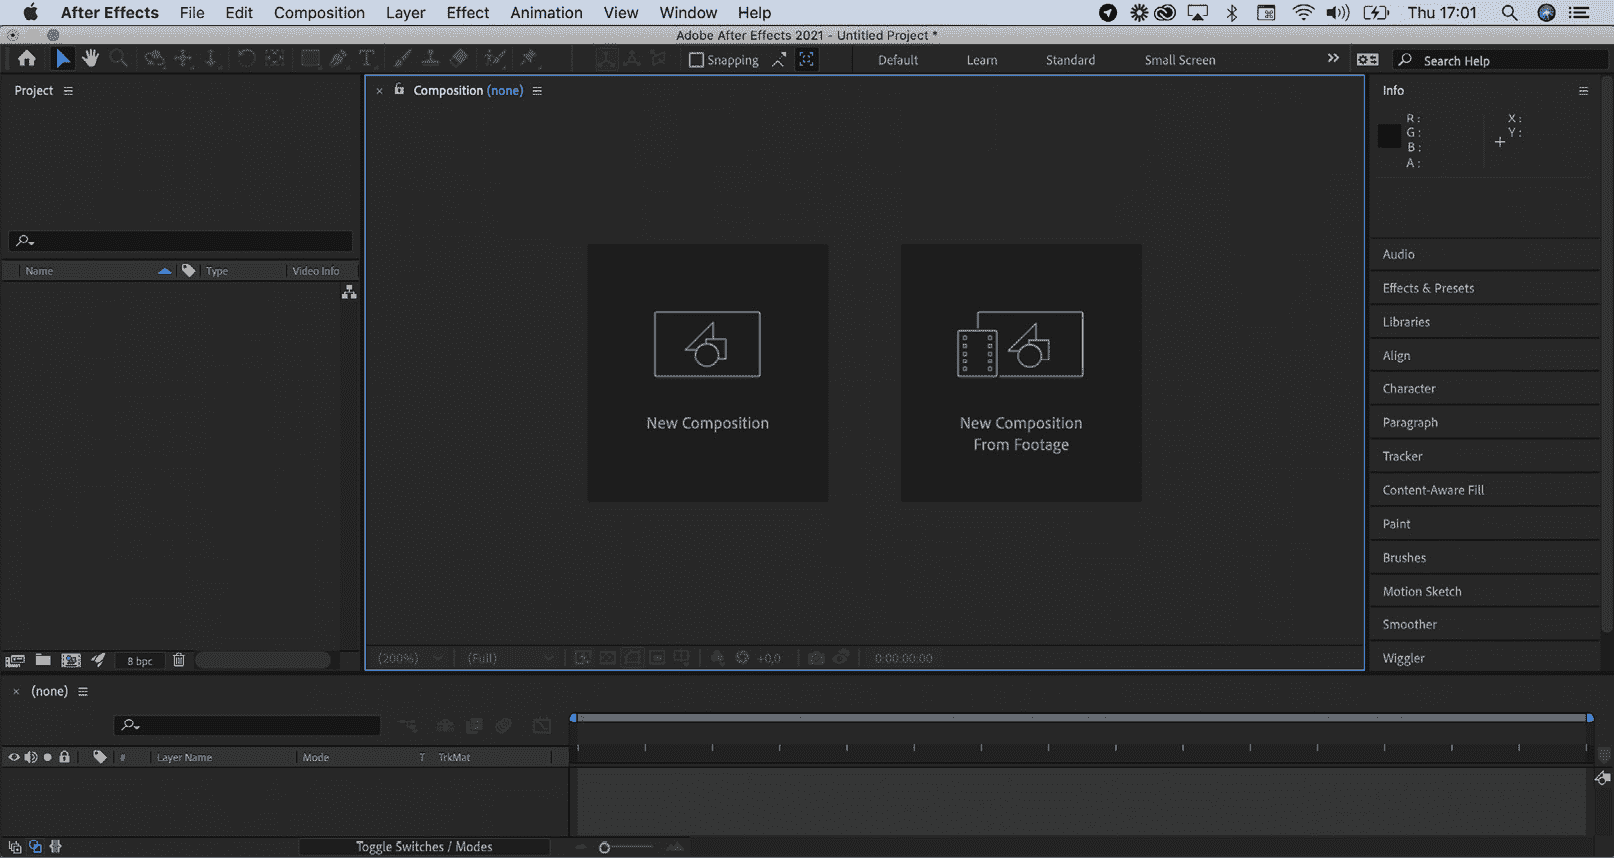 After Effects File Edit Composition Layer Effect Animation View Window Help Thu 17:01
Adobe After Effects 2021 - Untitled Project *
Snapping Default Learn Standard Small Screen Search Help
Project
Name Type Video Info
8 bpc
Composition (none)
New Composition
New Composition
From Footage
(200%) (Full) +0,0 0:00:00:00
Info
R :
G :
B :
A :
X :
Y :
Audio
Effects & Presets
Libraries
Align
Character
Paragraph
Tracker
Content-Aware Fill
Paint
Brushes
Motion Sketch
Smoother
Wiggler
(none)
# Layer Name Mode T TrkMat
Toggle Switches / Modes